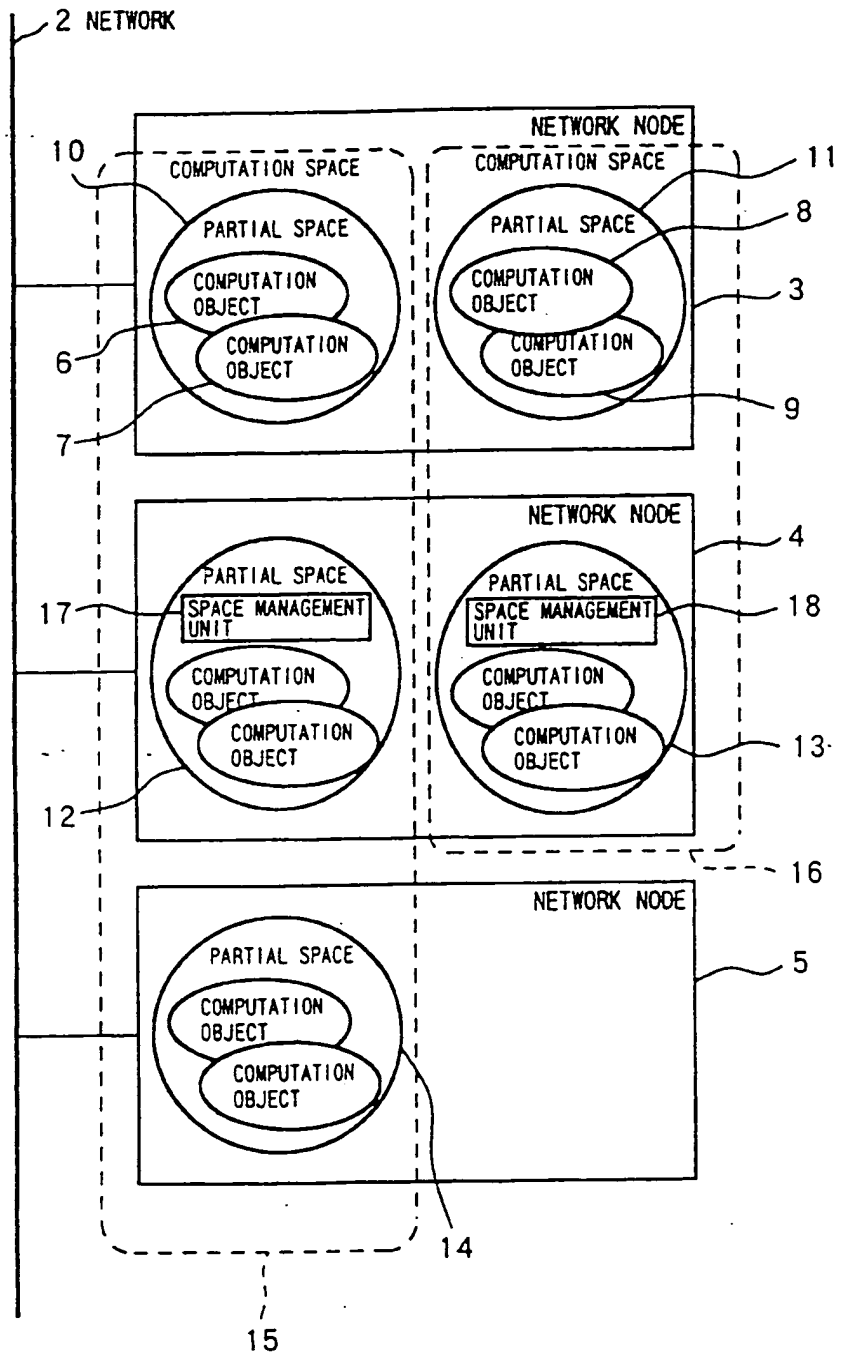 2 NETWORK
NETWORK NODE
10
COMPUTATION SPACE
COMPUTATION SPACE
11
PARTIAL SPACE
PARTIAL SPACE
8
COMPUTATION
OBJECT
COMPUTATION
OBJECT
3
6
COMPUTATION
OBJECT
COMPUTATION
OBJECT
7
9
NETWORK NODE
4
PARTIAL SPACE
PARTIAL SPACE
17
SPACE MANAGEMENT
UNIT
SPACE MANAGEMENT
UNIT
18
COMPUTATION
OBJECT
COMPUTATION
OBJECT
COMPUTATION
OBJECT
COMPUTATION
OBJECT
13
12
16
NETWORK NODE
PARTIAL SPACE
5
COMPUTATION
OBJECT
COMPUTATION
OBJECT
14
15